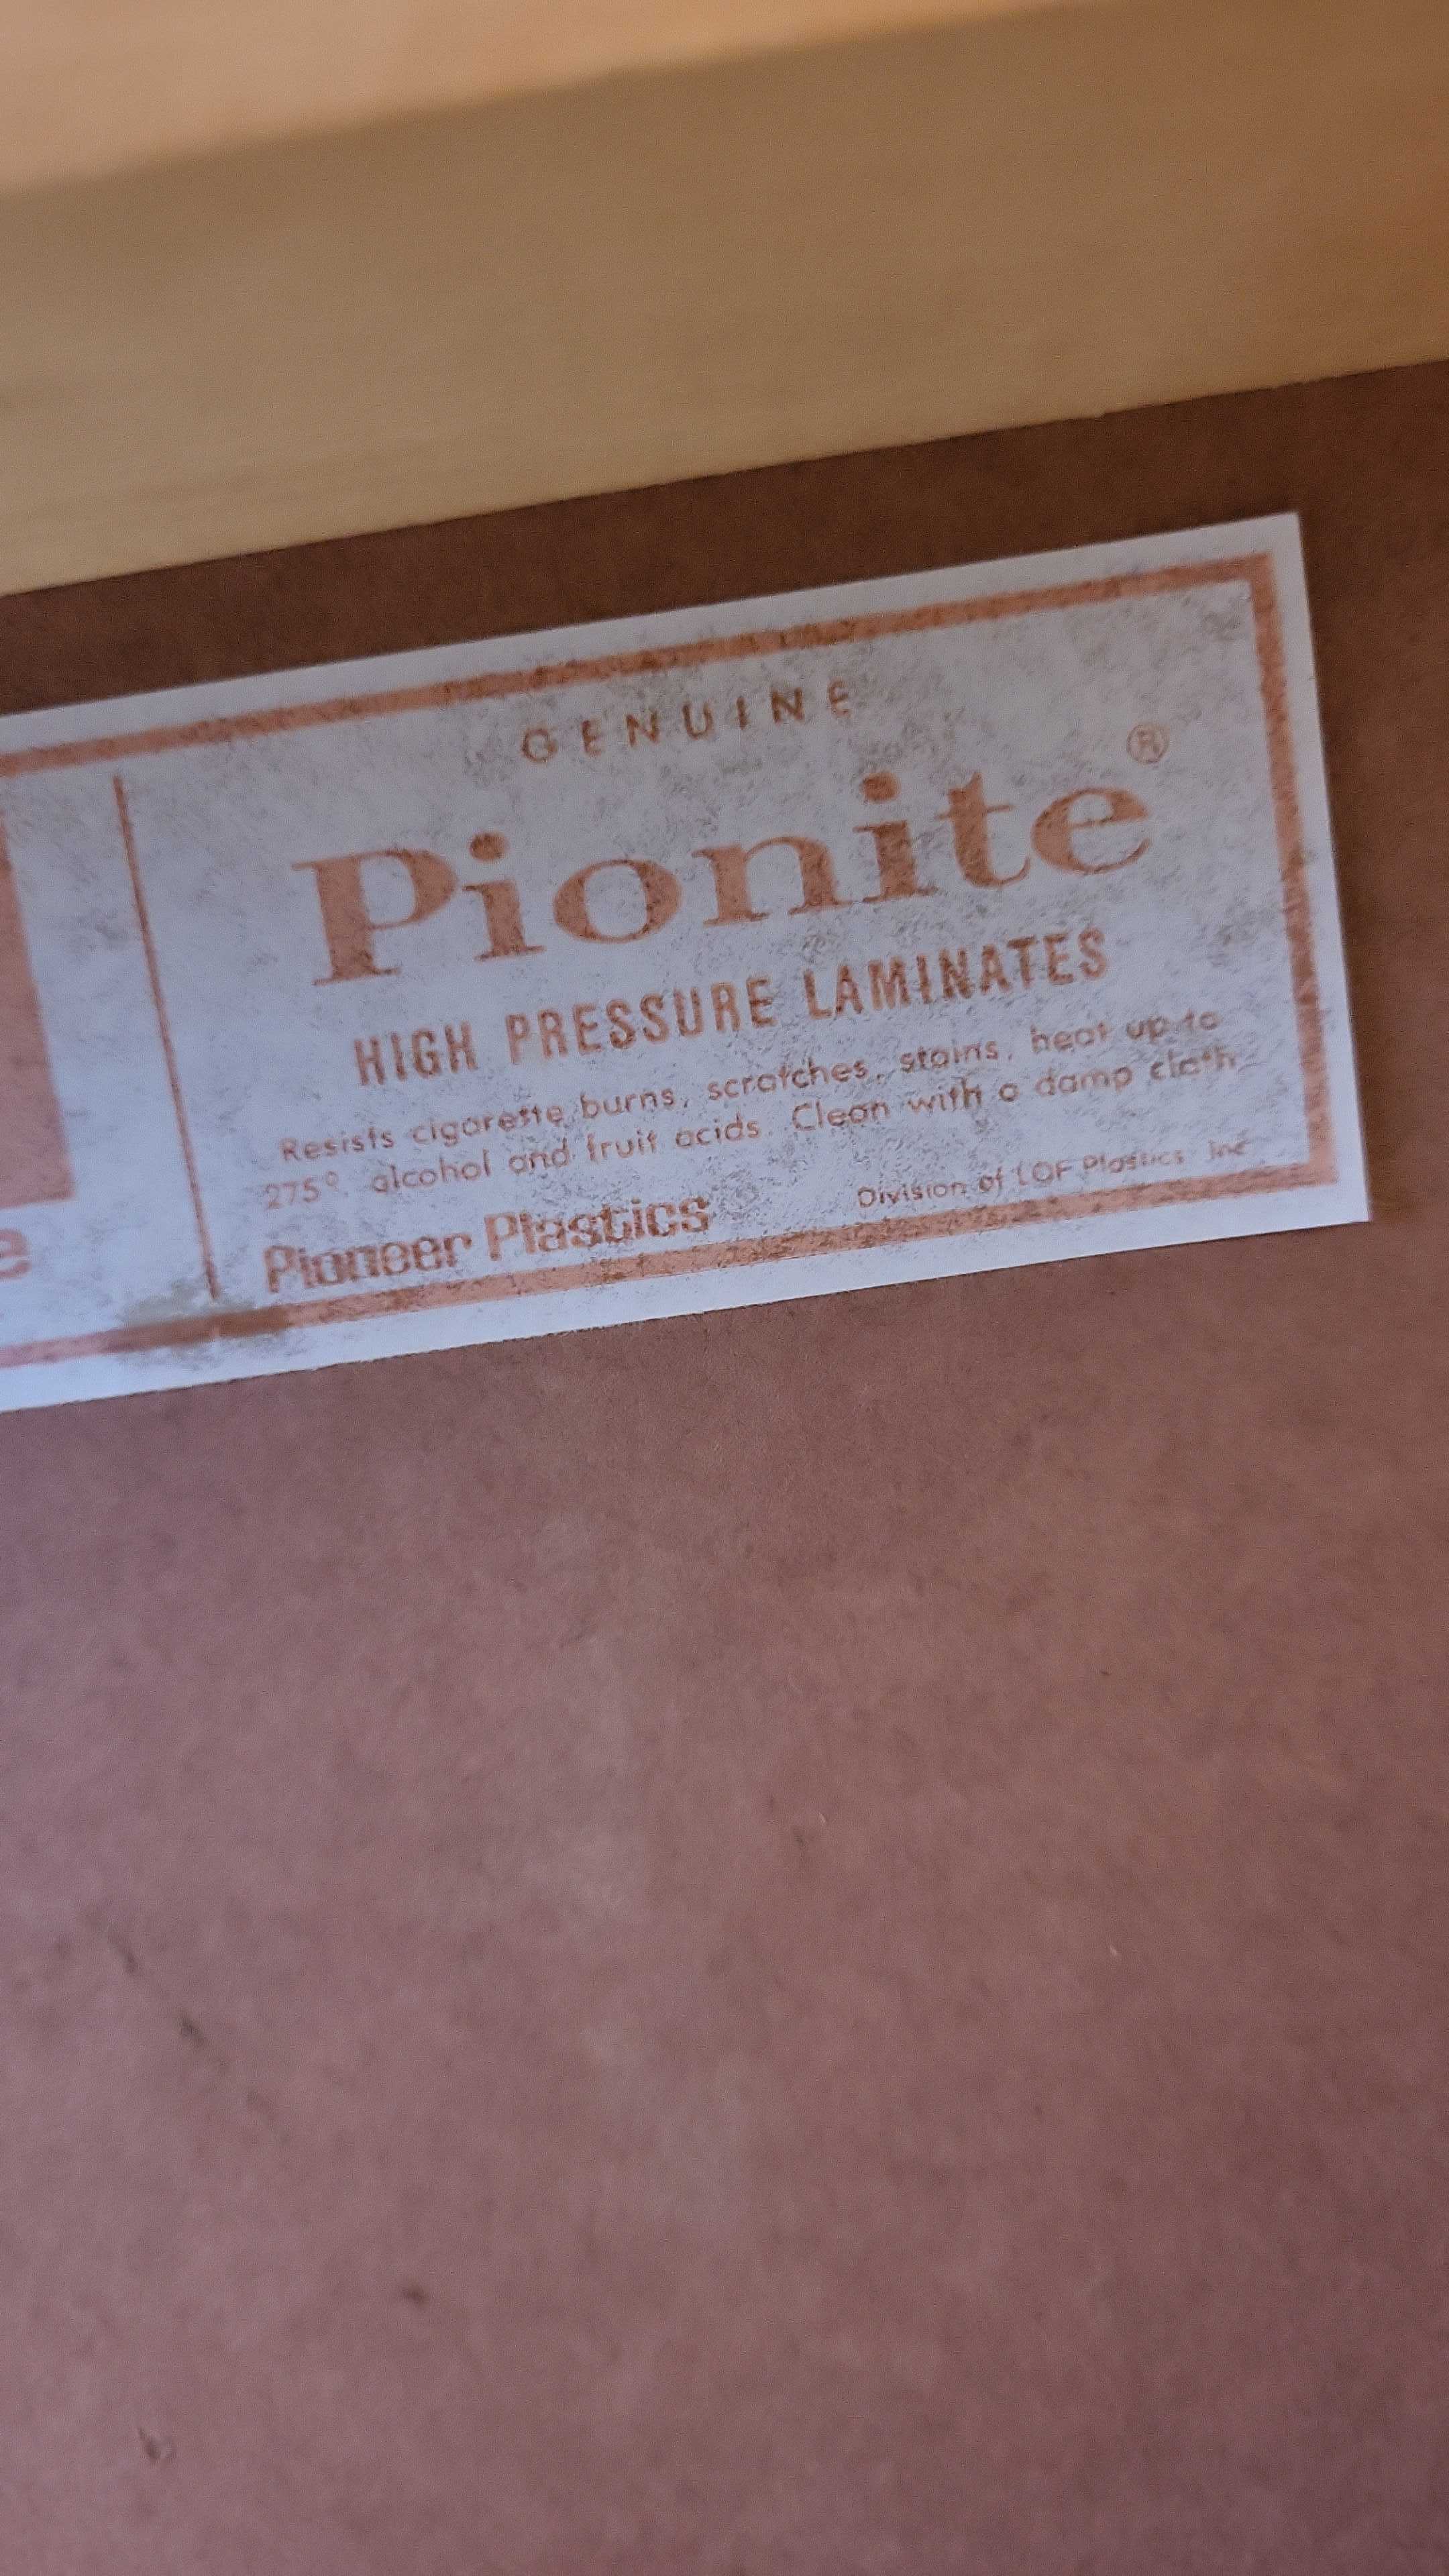 GENUINE
Pionite®
HIGH PRESSURE LAMINATES
Resists cigarette burns, scratches, stains, heat up to
275° alcohol and fruit acids. Clean with a damp cloth
Pioneer Plastics Division of LOF Plastics Inc
e